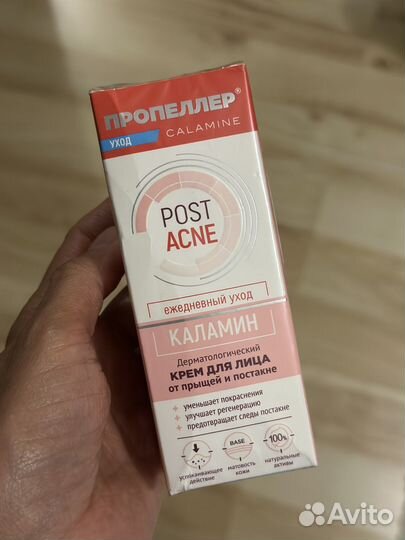 ПРОПЕЛЛЕР®
УХОД
CALAMINE
POST
ACNE
ежедневный уход
КАЛАМИН
Дерматологический
КРЕМ ДЛЯ ЛИЦА
от прыщей и постакне
+ уменьшает покраснения
+ улучшает регенерацию
+ предотвращает следы постакне
BASE
100%
Успокаивающее
действие
матовость
кожи
натуральные
активы
Avito